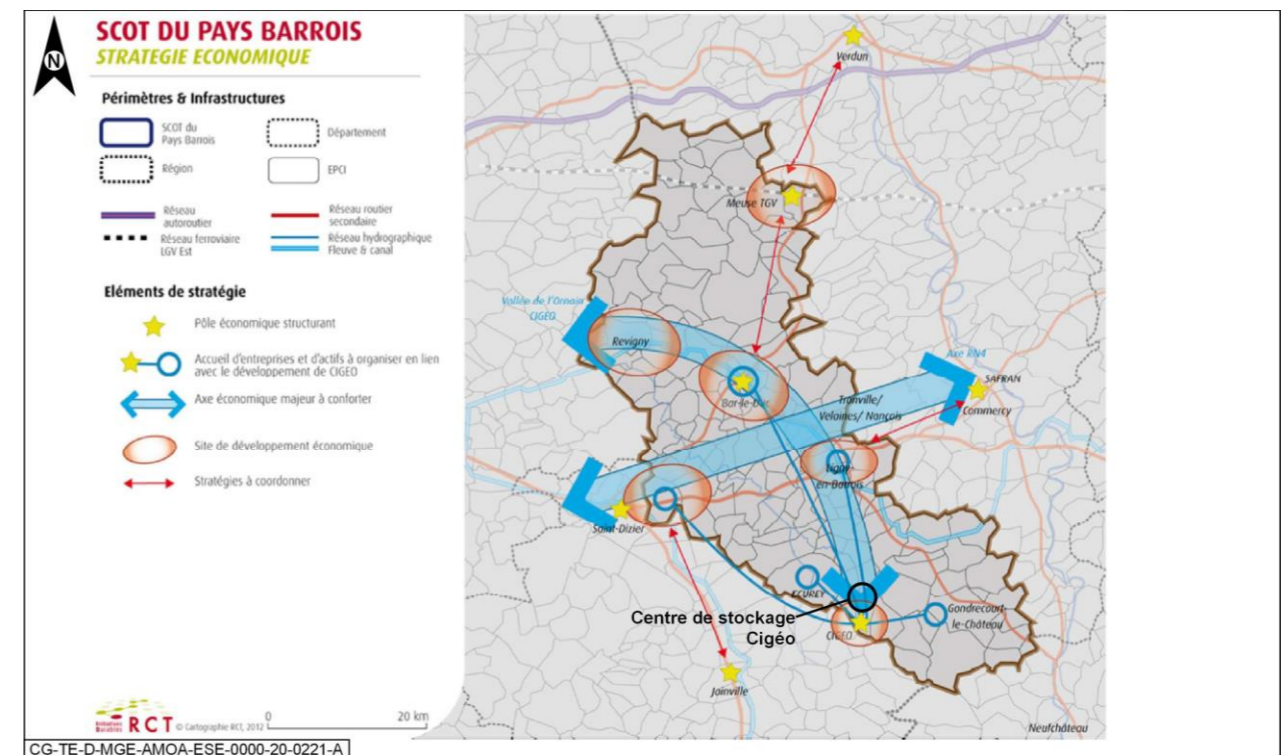 N
SCOT DU PAYS BARROIS
STRATEGIE ECONOMIQUE
Périmètres & Infrastructures
SCOT du
Pays Barrois
Département
Région
EPCI
Réseau
autoroutier
Réseau routier
secondaire
Réseau ferroviaire
LGV Est
Réseau hydrographique
Fleuve & canal
Eléments de stratégie
Pôle économique structurant
Accueil d'entreprises et d'actifs à organiser en lien
avec le développement de CIGEO
Axe économique majeur à conforter
Site de développement économique
Stratégies à coordonner
RCT © Cartographie RCT, 2012
0 20 km
CG-TE-D-MGE-AMOA-ESE-0000-20-0221-A
Verdun
Meuse TGV
Vallée de l'Ornain
CIGEO
Revigny
Bar-le-Duc
Axe RN4
SAFRAN
Commercy
Tronville/
Velaines/ Nançois
Ligny-
en-Barrois
Saint-Dizier
ECUREY
Centre de stockage
Cigéo
CIGEO
Gondrecourt-
le-Château
Joinville
Neufchâteau